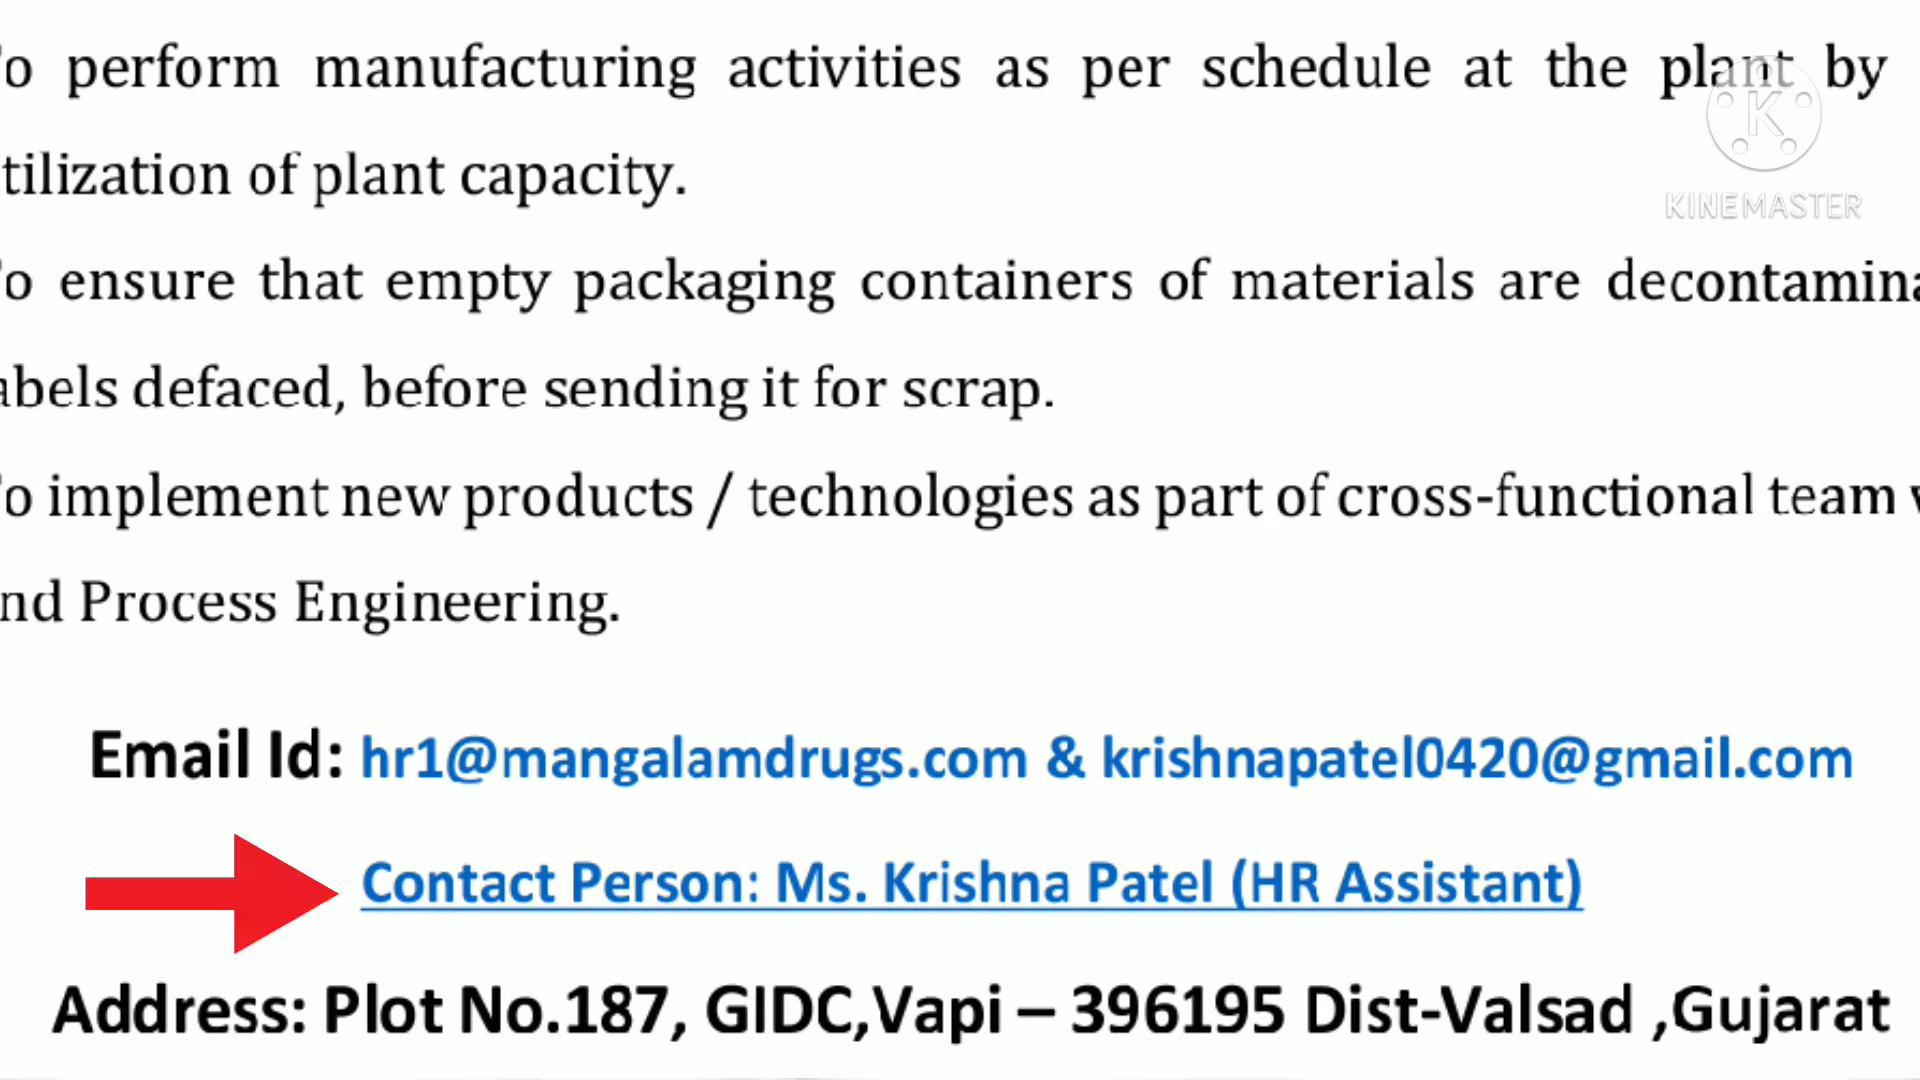 o perform manufacturing activities as per schedule at the plant by
tilization of plant capacity.
o ensure that empty packaging containers of materials are decontamina
abels defaced, before sending it for scrap.
o implement new products / technologies as part of cross-functional team w
nd Process Engineering.
Email Id: hr1@mangalamdrugs.com & krishnapatel0420@gmail.com
Contact Person: Ms. Krishna Patel (HR Assistant)
Address: Plot No.187, GIDC,Vapi – 396195 Dist-Valsad ,Gujarat
K
KINEMASTER